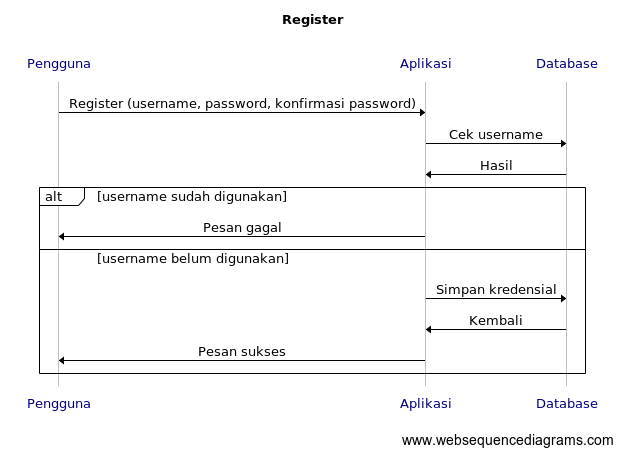 Register
Pengguna Aplikasi Database
Register (username, password, konfirmasi password)
Cek username
Hasil
alt [username sudah digunakan]
Pesan gagal
[username belum digunakan]
Simpan kredensial
Kembali
Pesan sukses
Pengguna Aplikasi Database
www.websequencediagrams.com